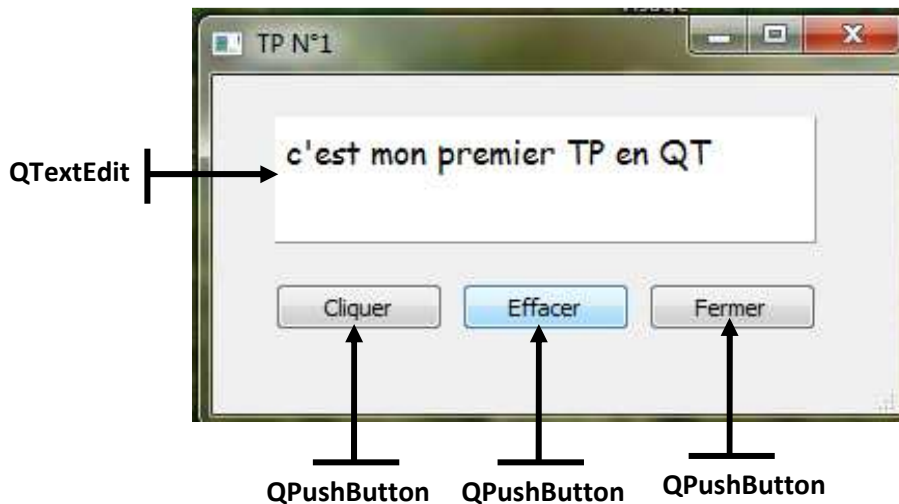 TP N°1
c'est mon premier TP en QT
QTextEdit
Cliquer Effacer Fermer
QPushButton QPushButton QPushButton